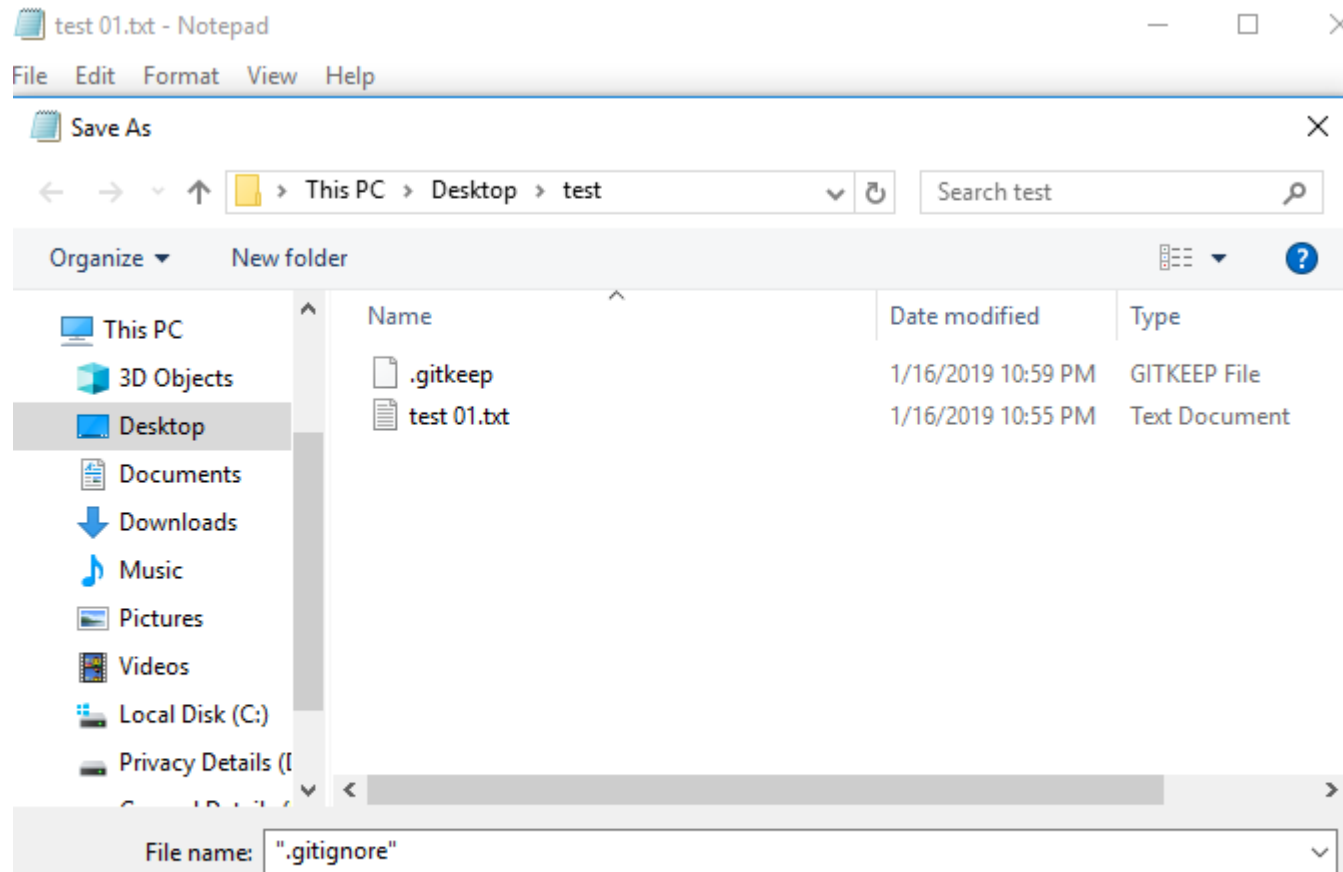 test 01.txt - Notepad
File Edit Format View Help
Save As
This PC > Desktop > test
Search test
Organize
New folder
Name
Date modified
Type
This PC
3D Objects
Desktop
Documents
Downloads
Music
Pictures
Videos
Local Disk (C:)
Privacy Details (
.gitkeep 1/16/2019 10:59 PM GITKEEP File
test 01.txt 1/16/2019 10:55 PM Text Document
File name: ".gitignore"